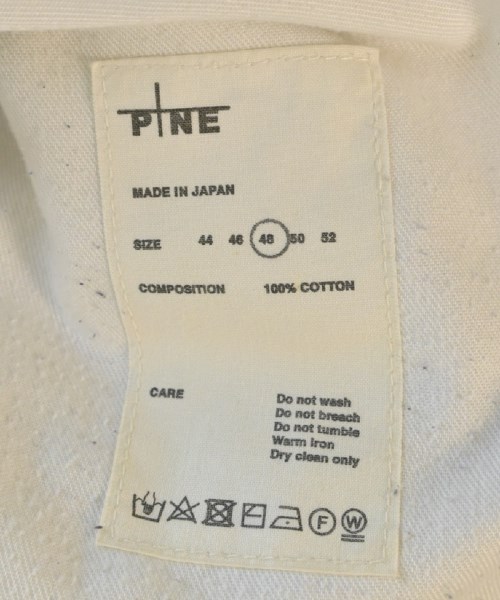 PINE
MADE IN JAPAN
SIZE 44 46 48 50 52
COMPOSITION 100% COTTON
CARE Do not wash
Do not breach
Do not tumble
Warm iron
Dry clean only
F W